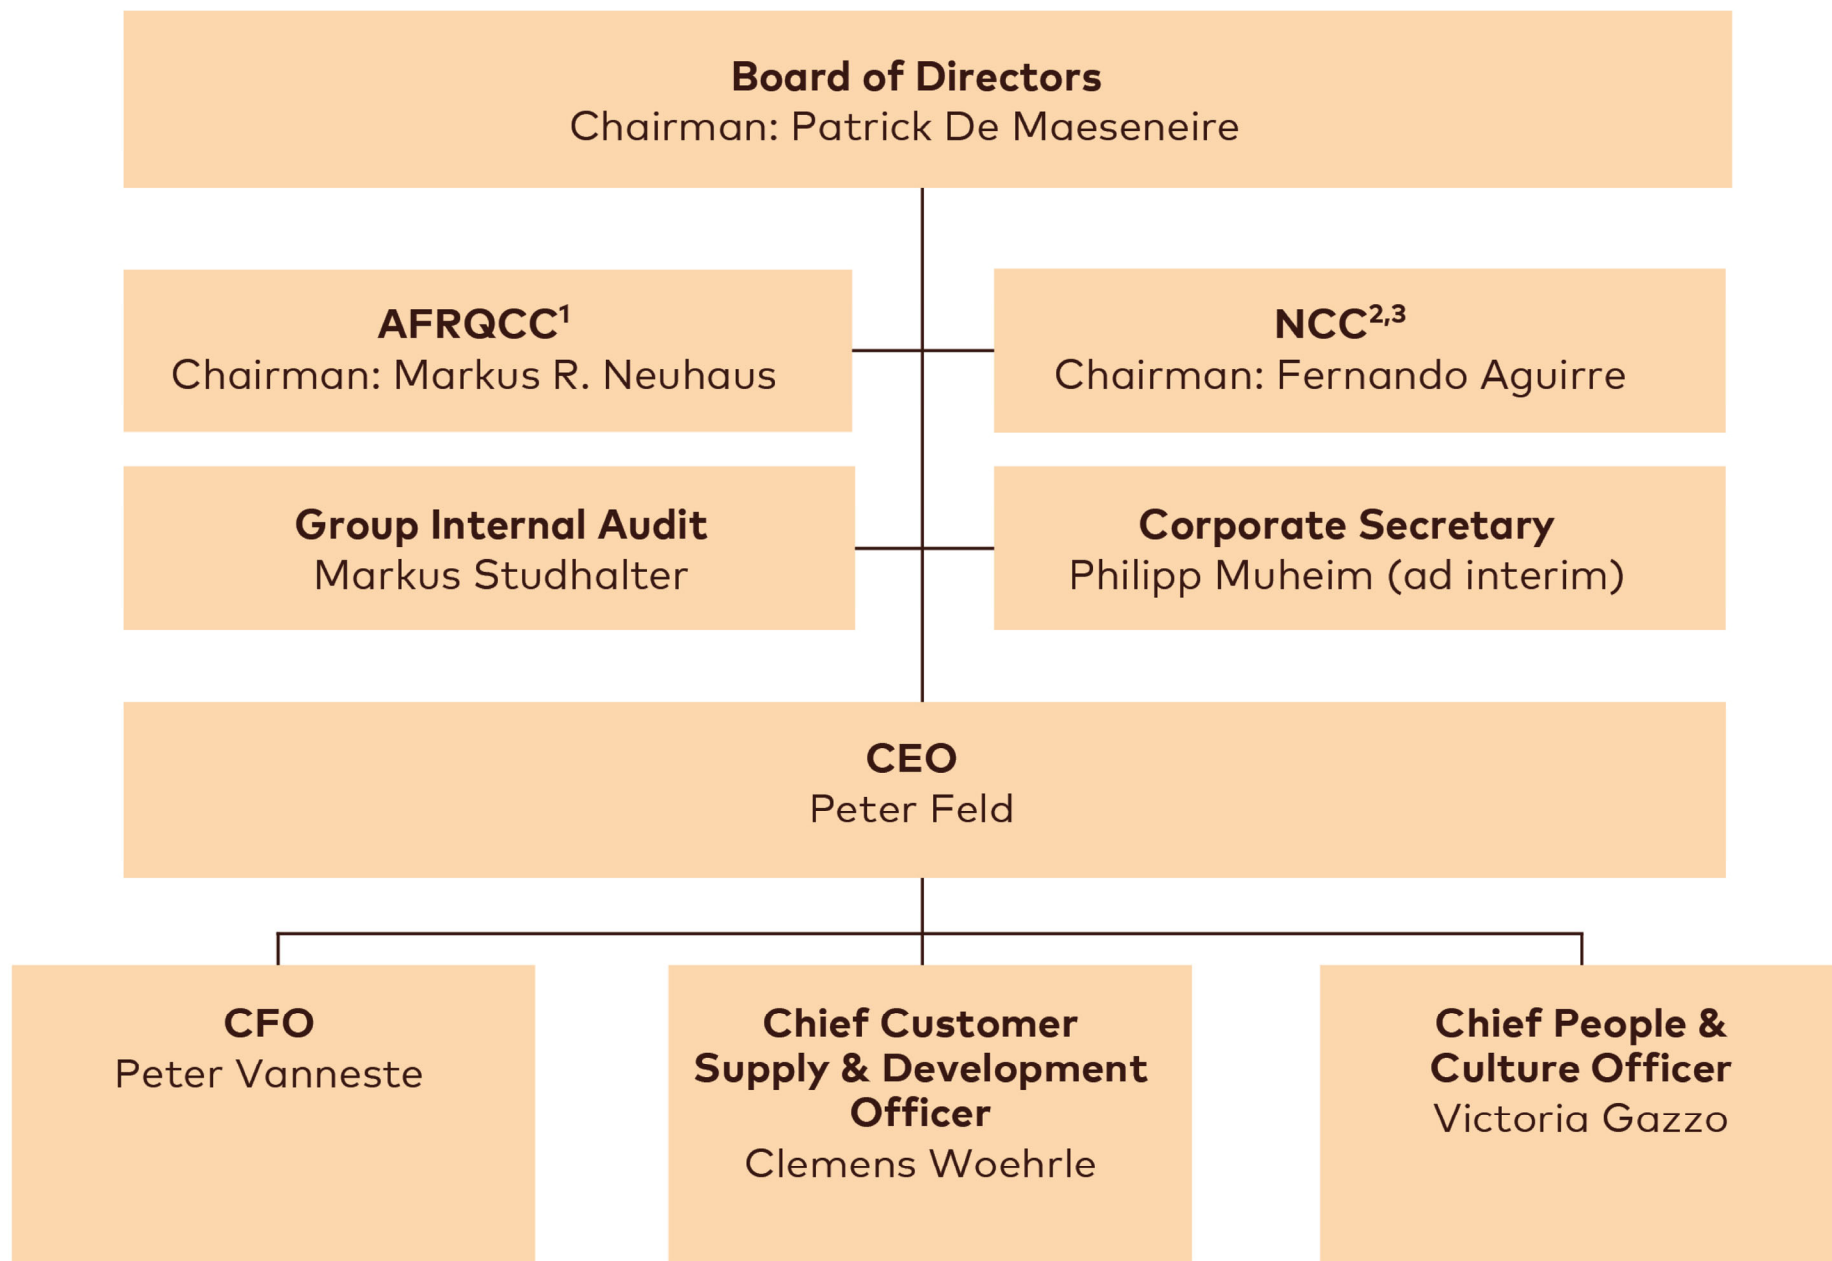 Board of Directors
Chairman: Patrick De Maeseneire
AFRQCC¹
Chairman: Markus R. Neuhaus
NCC²,³
Chairman: Fernando Aguirre
Group Internal Audit
Markus Studhalter
Corporate Secretary
Philipp Muheim (ad interim)
CEO
Peter Feld
CFO
Peter Vanneste
Chief Customer
Supply & Development
Officer
Clemens Woehrle
Chief People &
Culture Officer
Victoria Gazzo